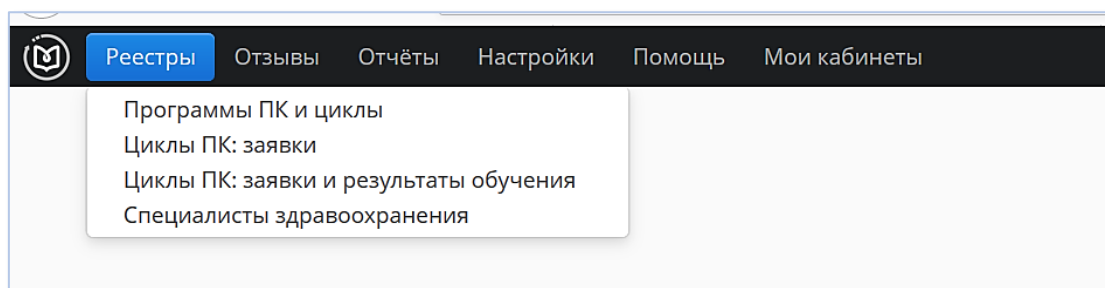 Реестры Отзывы Отчёты Настройки Помощь Мои кабинеты
Программы ПК и циклы
Циклы ПК: заявки
Циклы ПК: заявки и результаты обучения
Специалисты здравоохранения